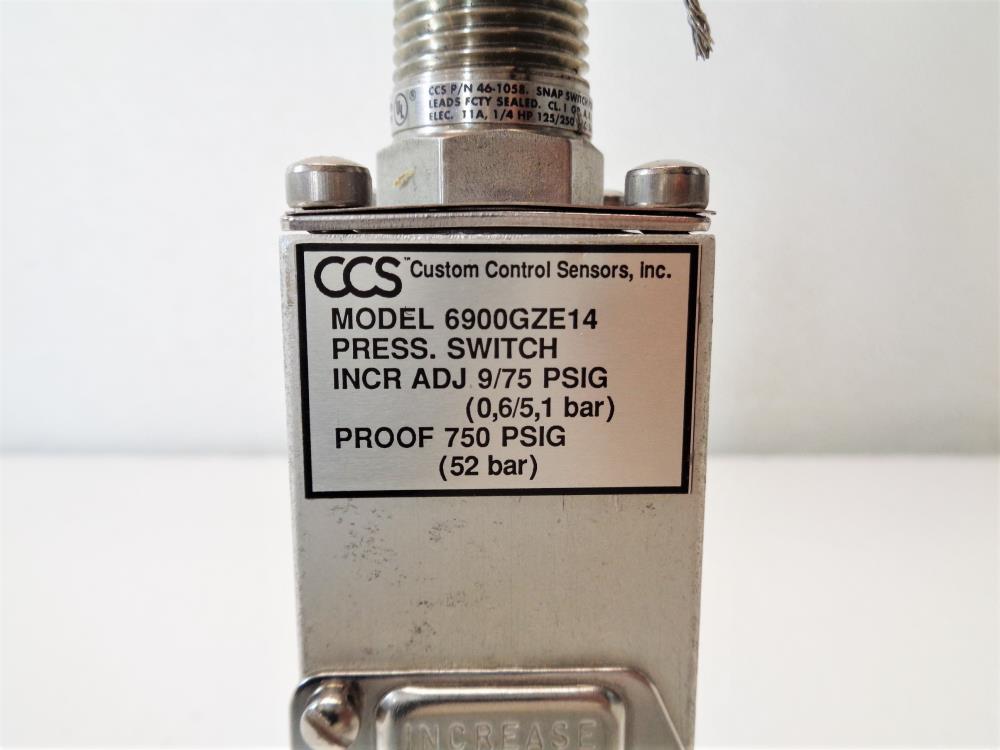 CCS P/N 46-1058. SNAP SWITCH
LEADS FCTY SEALED. CL. I
ELEC. 11A, 1/4 HP 125/250
UL ®
CCS™ Custom Control Sensors, Inc.
MODEL 6900GZE14
PRESS. SWITCH
INCR ADJ 9/75 PSIG
(0,6/5,1 bar)
PROOF 750 PSIG
(52 bar)
INCREASE